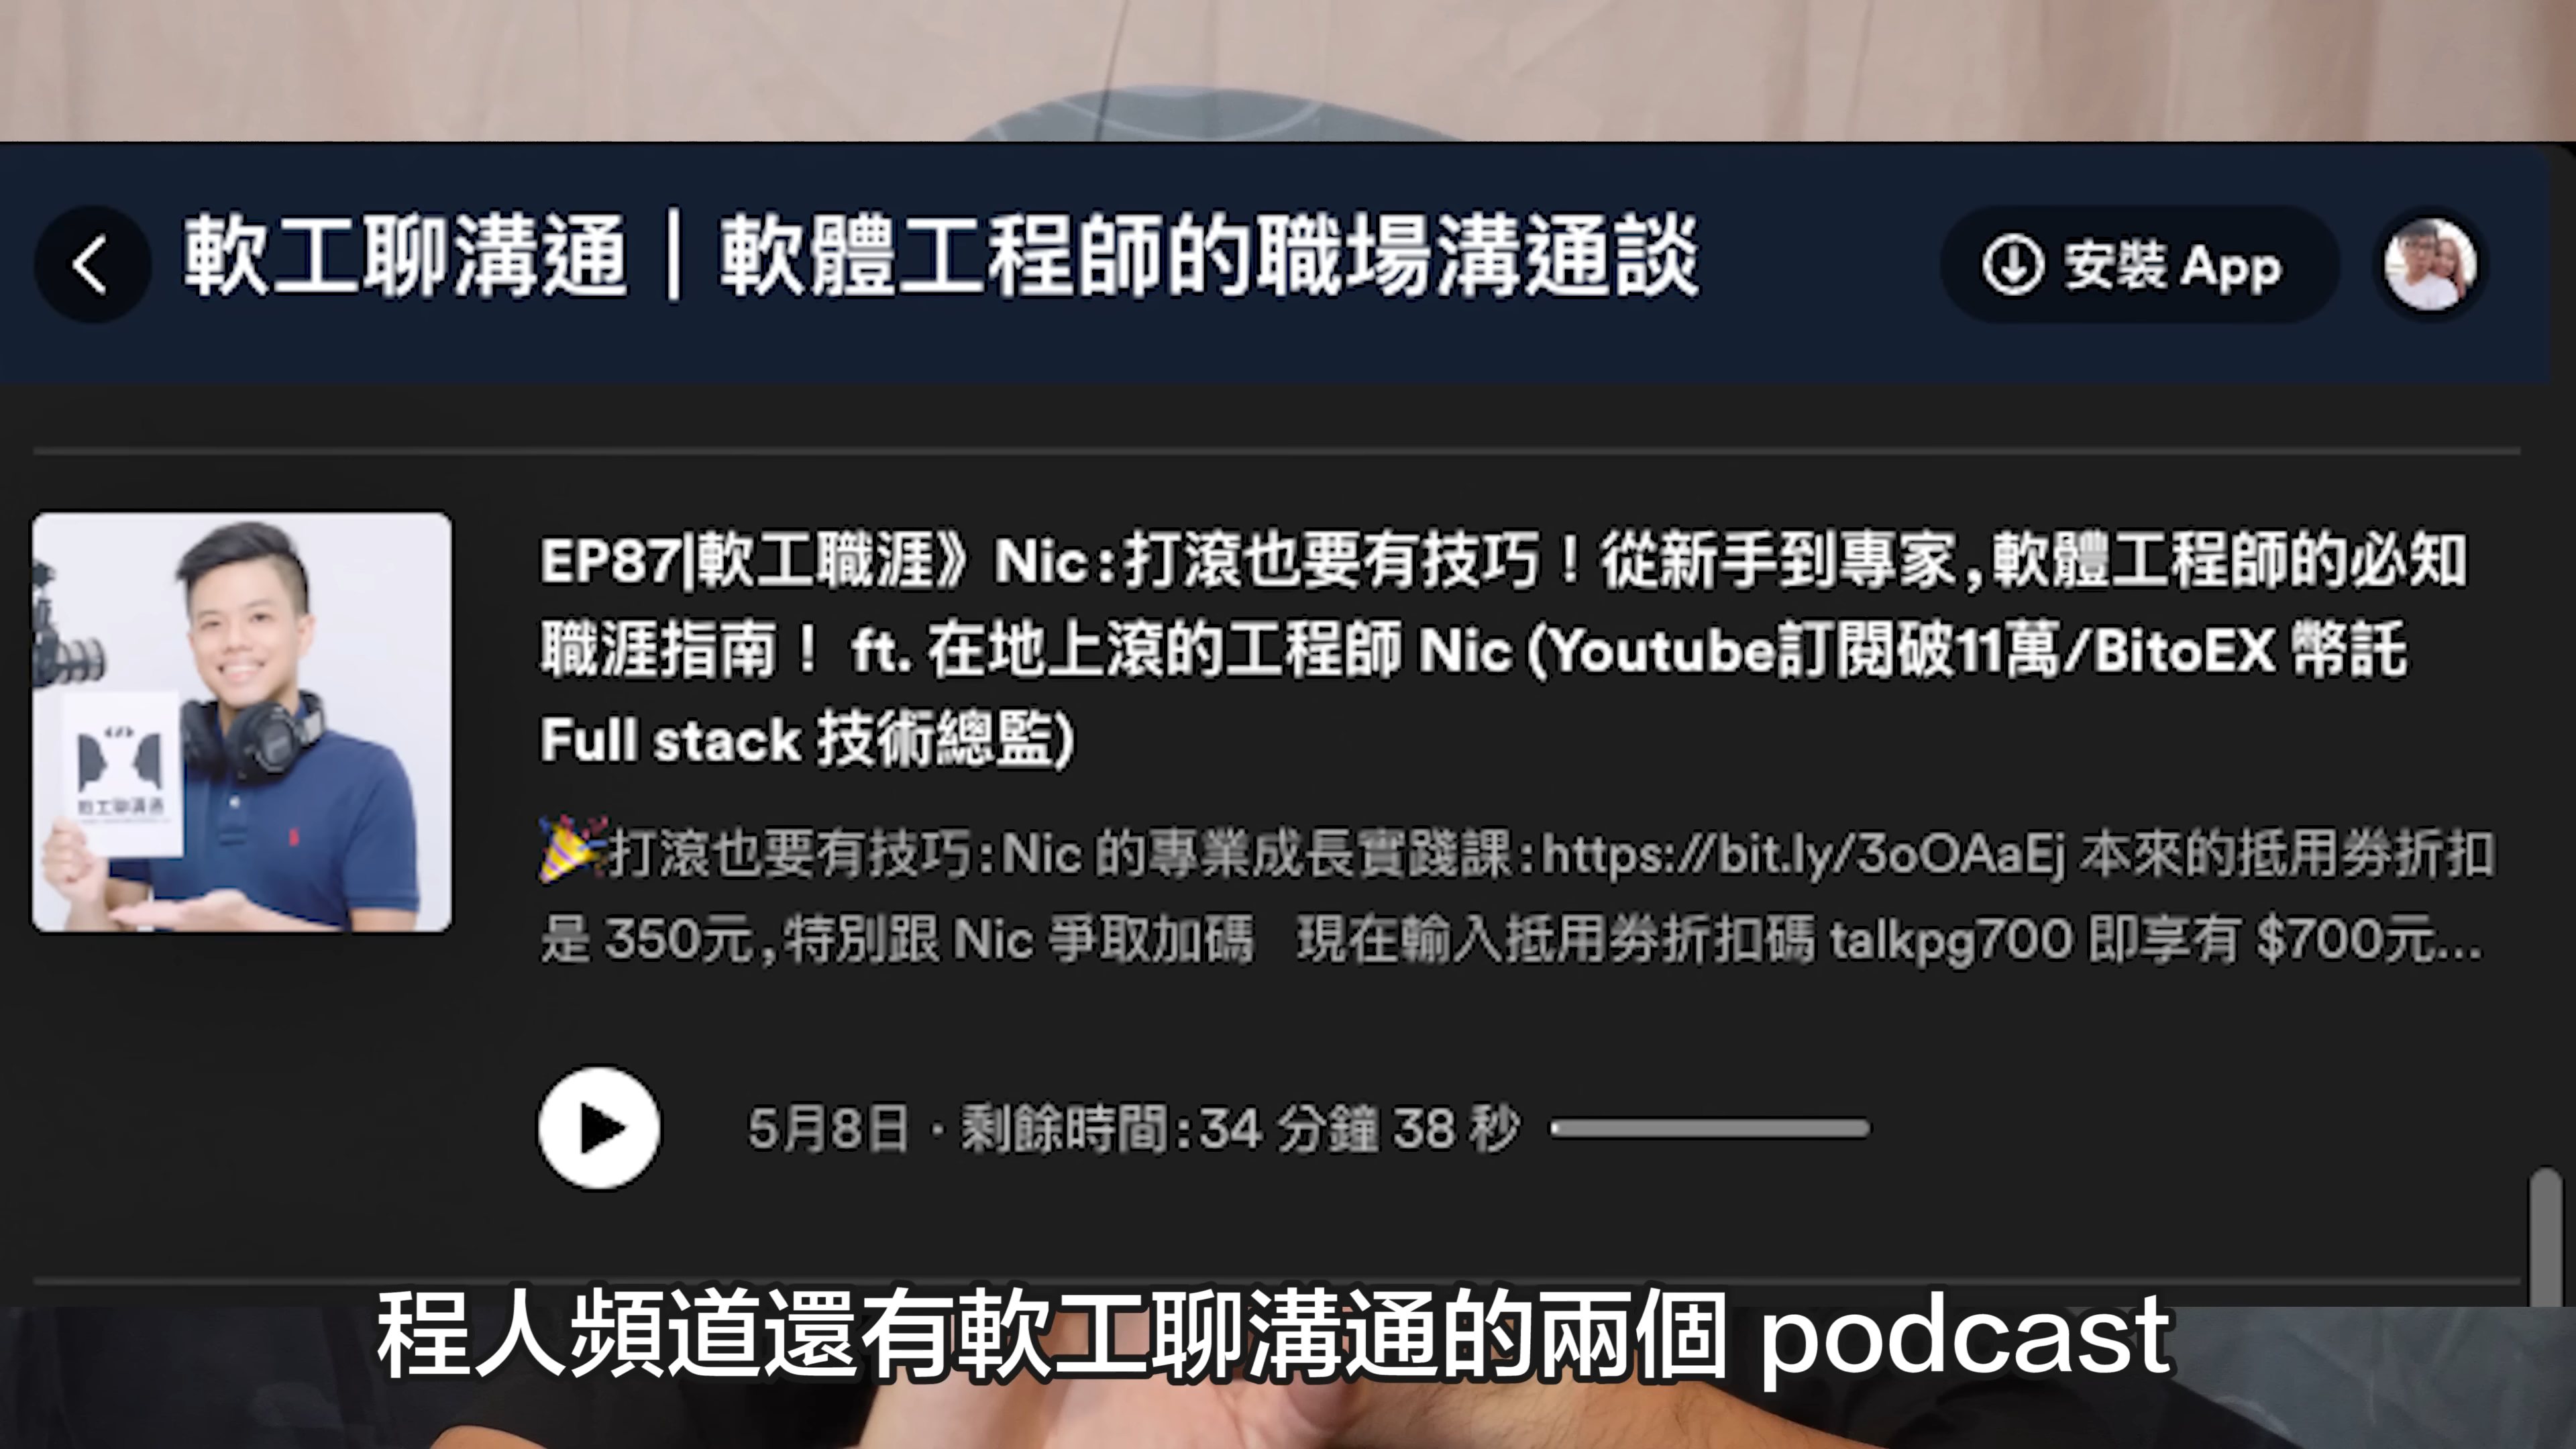 軟工聊溝通｜軟體工程師的職場溝通談
安裝 App
軟工聊溝通
EP87|軟工職涯》Nic:打滾也要有技巧！從新手到專家,軟體工程師的必知
職涯指南！ ft. 在地上滾的工程師 Nic (Youtube訂閱破11萬/BitoEX 幣託
Full stack 技術總監)
🎉打滾也要有技巧:Nic 的專業成長實踐課:https://bit.ly/3oOAaEj 本來的抵用券折扣
是 350元,特別跟 Nic 爭取加碼 現在輸入抵用券折扣碼 talkpg700 即享有 $700元...
5月8日 · 剩餘時間:34 分鐘 38 秒
程人頻道還有軟工聊溝通的兩個 podcast